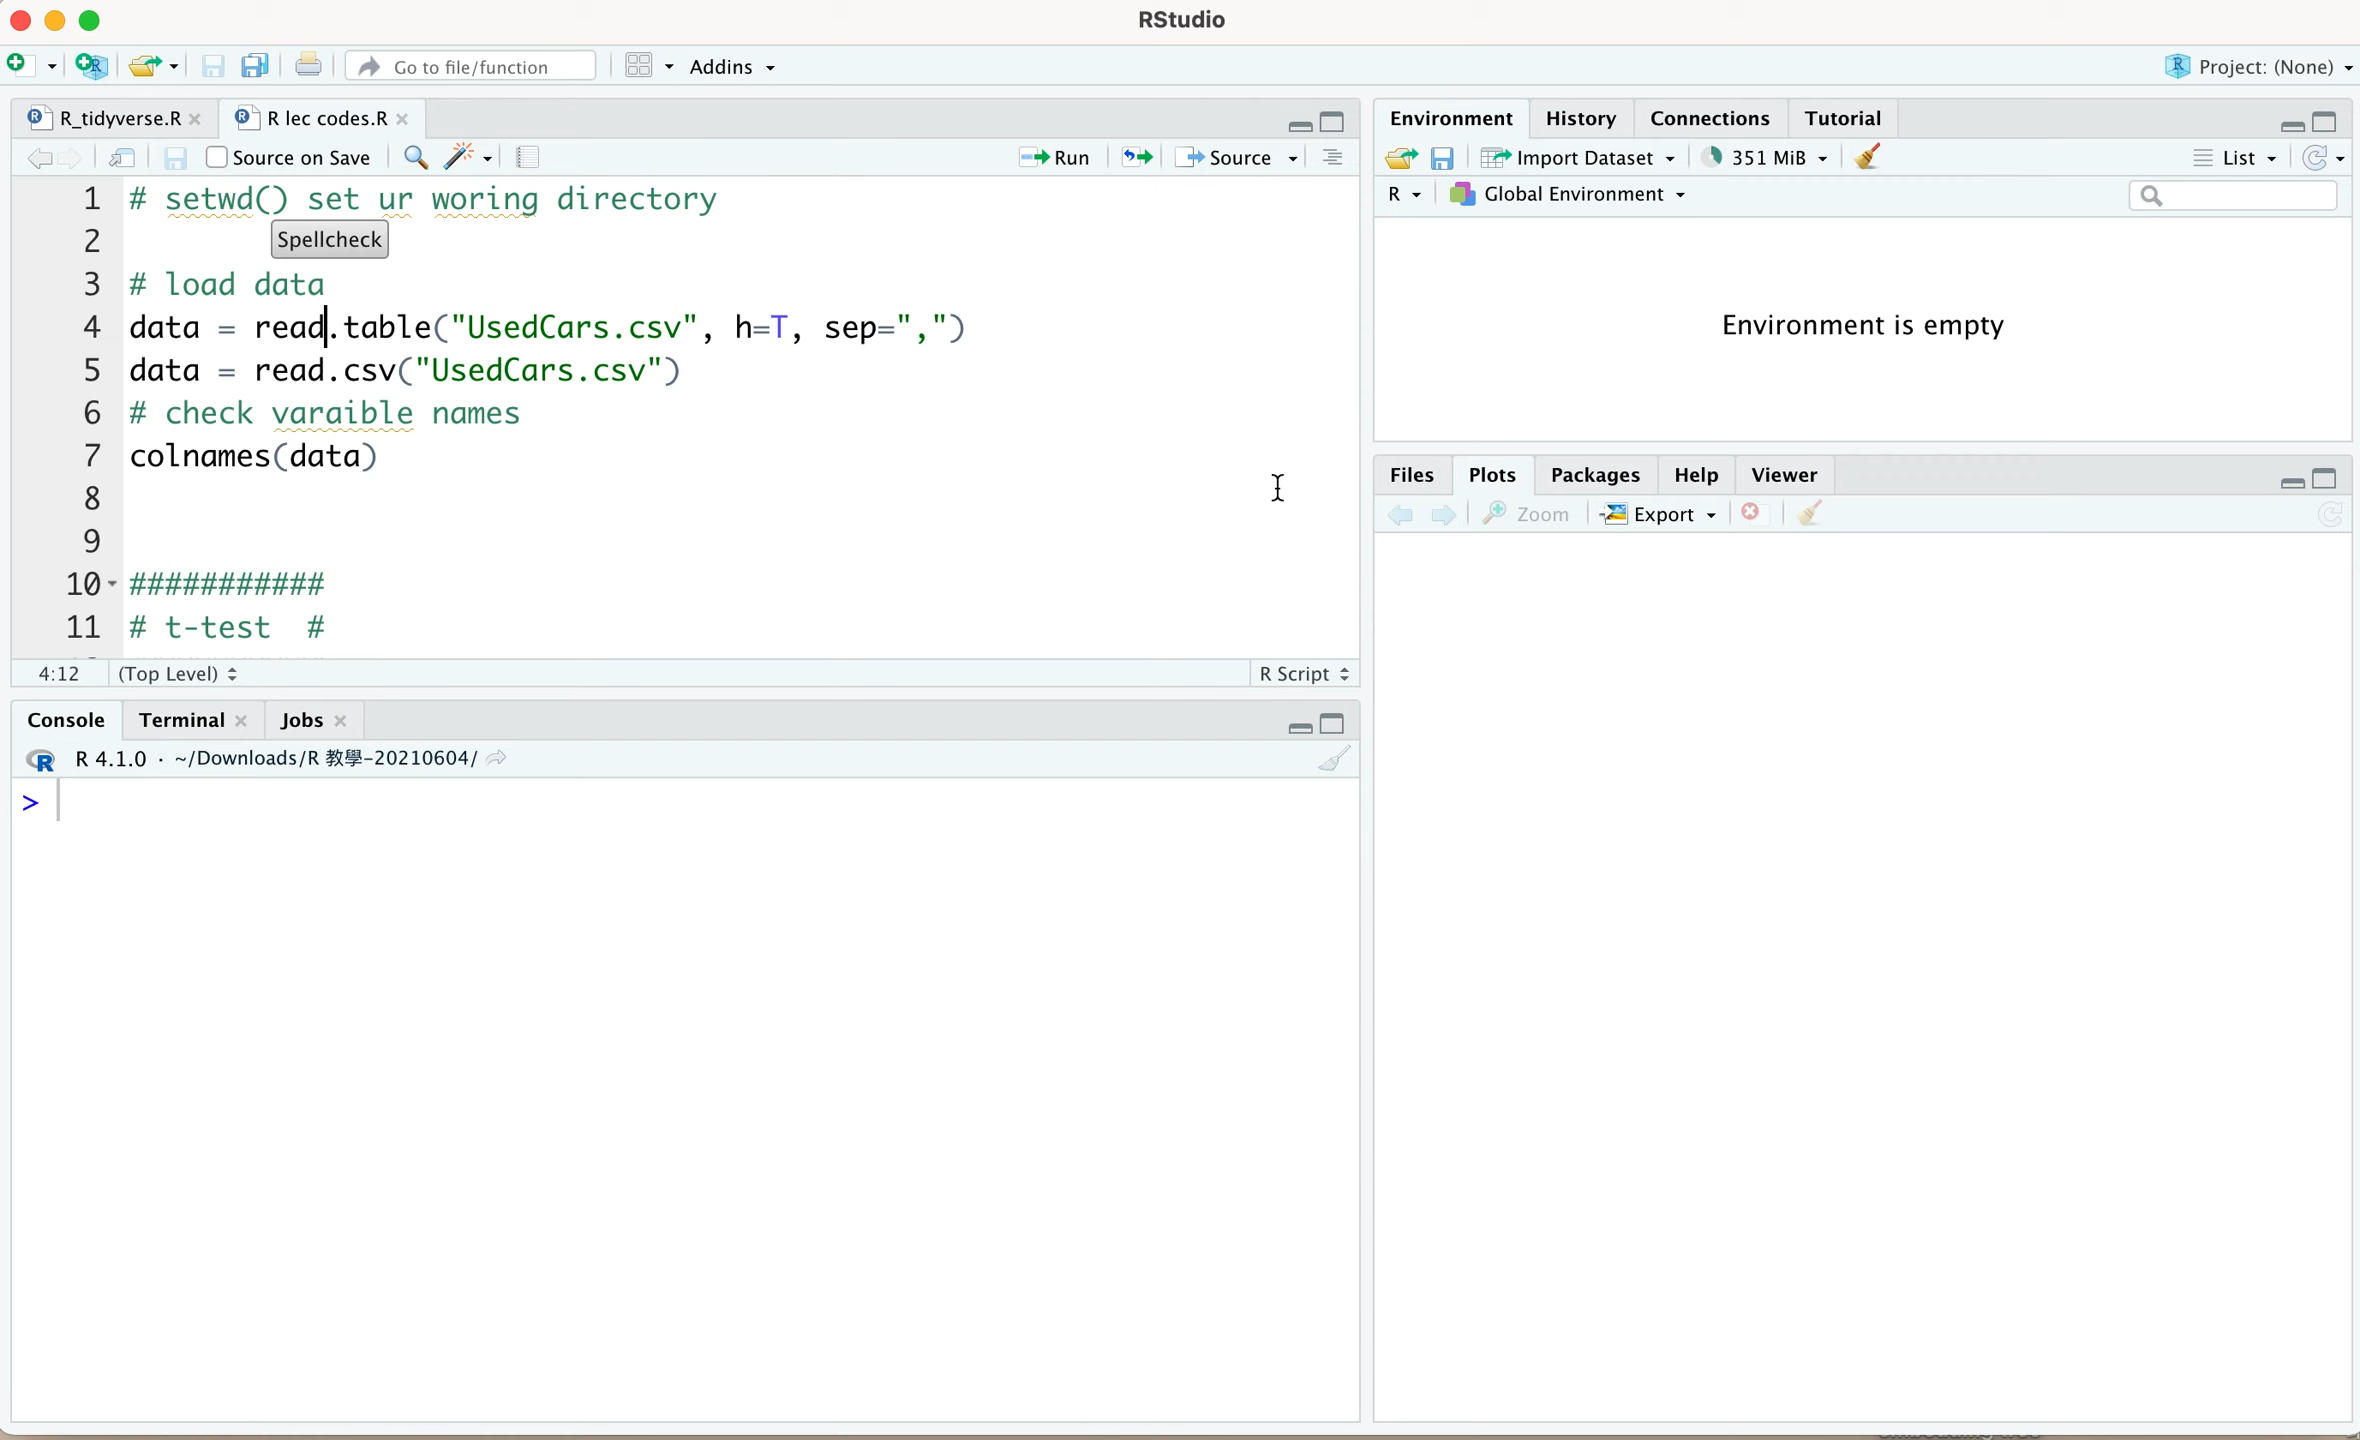 RStudio
Go to file/function
Addins
Project: (None)
R_tidyverse.R
R lec codes.R
Source on Save
Run
Source
1 # setwd() set ur woring directory
2
Spellcheck
3 # load data
4 data = read.table("UsedCars.csv", h=T, sep=",")
5 data = read.csv("UsedCars.csv")
6 # check varaible names
7 colnames(data)
8
9
10 ###########
11 # t-test  #
4:12 (Top Level) R Script
Console Terminal Jobs
R 4.1.0 · ~/Downloads/R 教學-20210604/
>
Environment History Connections Tutorial
Import Dataset 351 MiB List
R Global Environment
Environment is empty
Files Plots Packages Help Viewer
Zoom Export